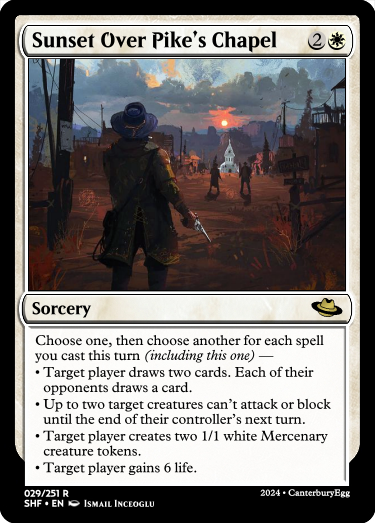 Sunset Over Pike's Chapel 2
Sorcery
Choose one, then choose another for each spell
you cast this turn (including this one) —
• Target player draws two cards. Each of their
opponents draws a card.
• Up to two target creatures can't attack or block
until the end of their controller's next turn.
• Target player creates two 1/1 white Mercenary
creature tokens.
• Target player gains 6 life.
029/251 R
SHF • EN Ismail Inceoglu
2024 • CanterburyEgg